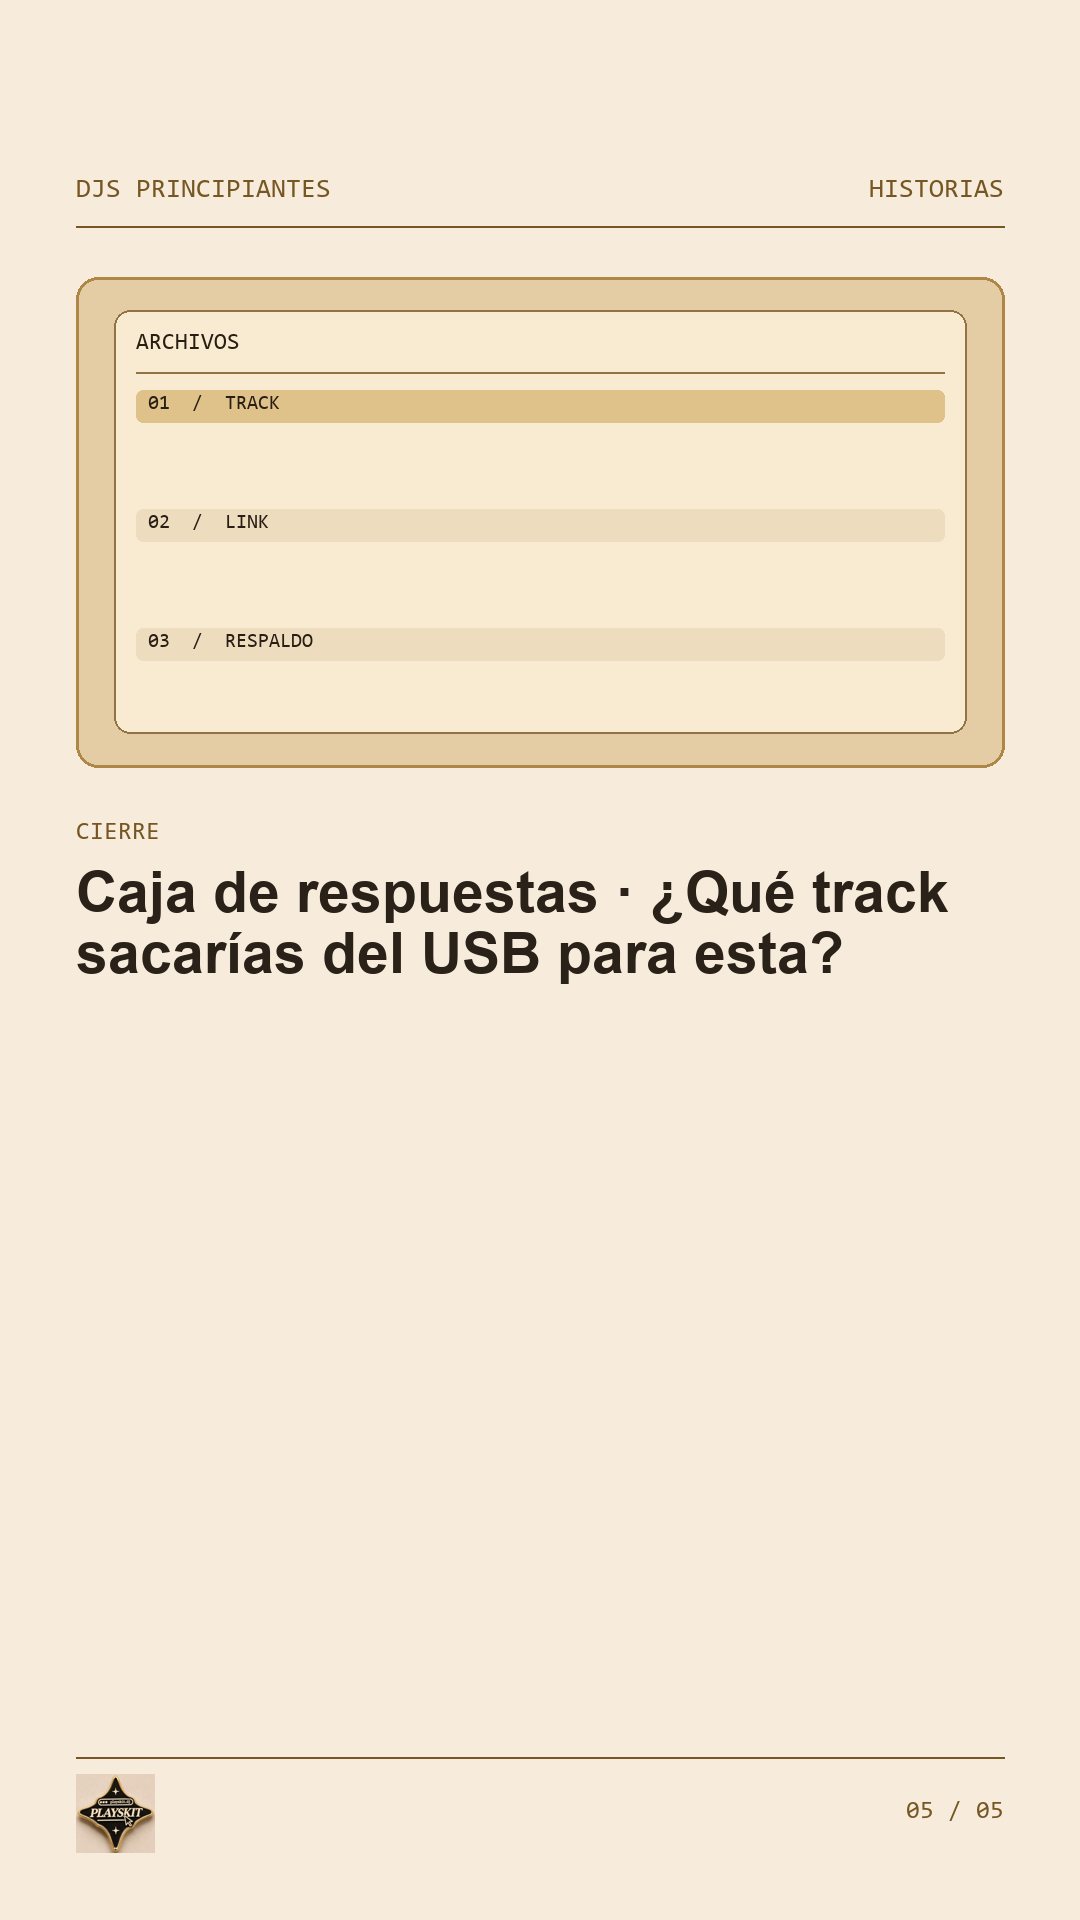 DJS PRINCIPIANTES
HISTORIAS
ARCHIVOS
01 / TRACK
02 / LINK
03 / RESPALDO
CIERRE
Caja de respuestas · ¿Qué track
sacarías del USB para esta?
PLAYSKIT
05 / 05